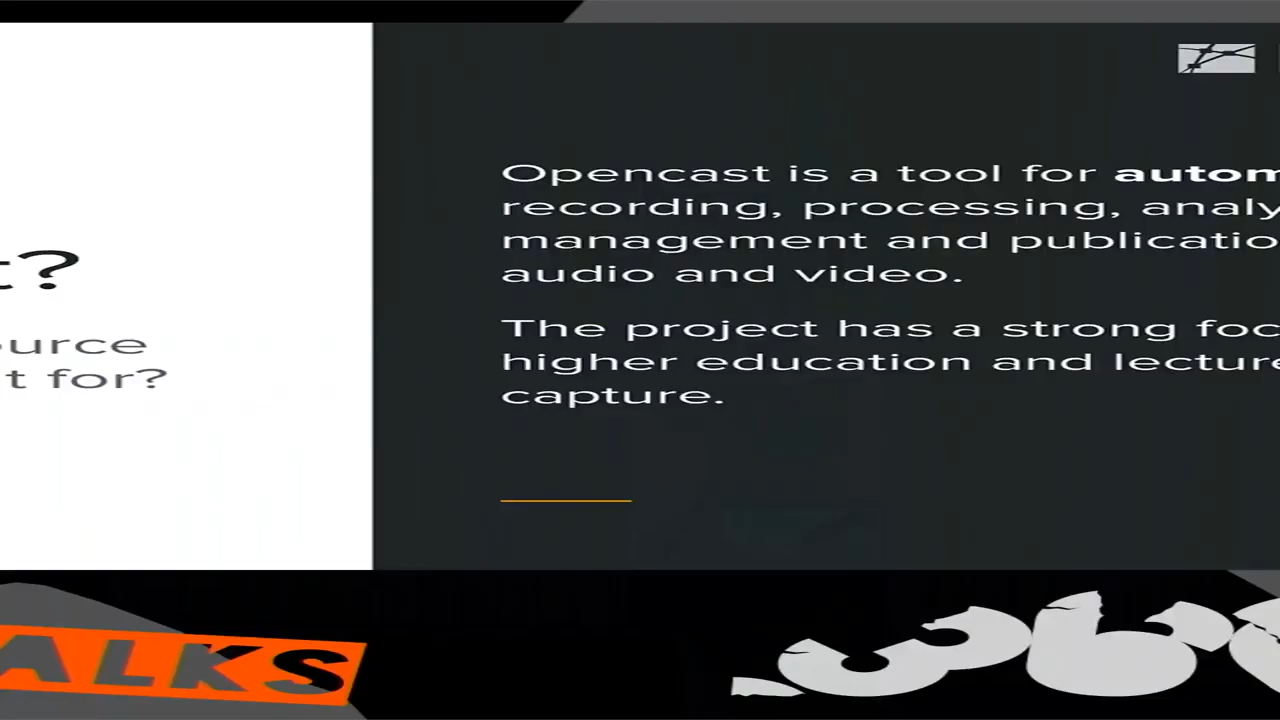 t?
ource
t for?
Opencast is a tool for autom
recording, processing, analy
management and publicatio
audio and video.
The project has a strong foc
higher education and lecture
capture.
ALKS
36